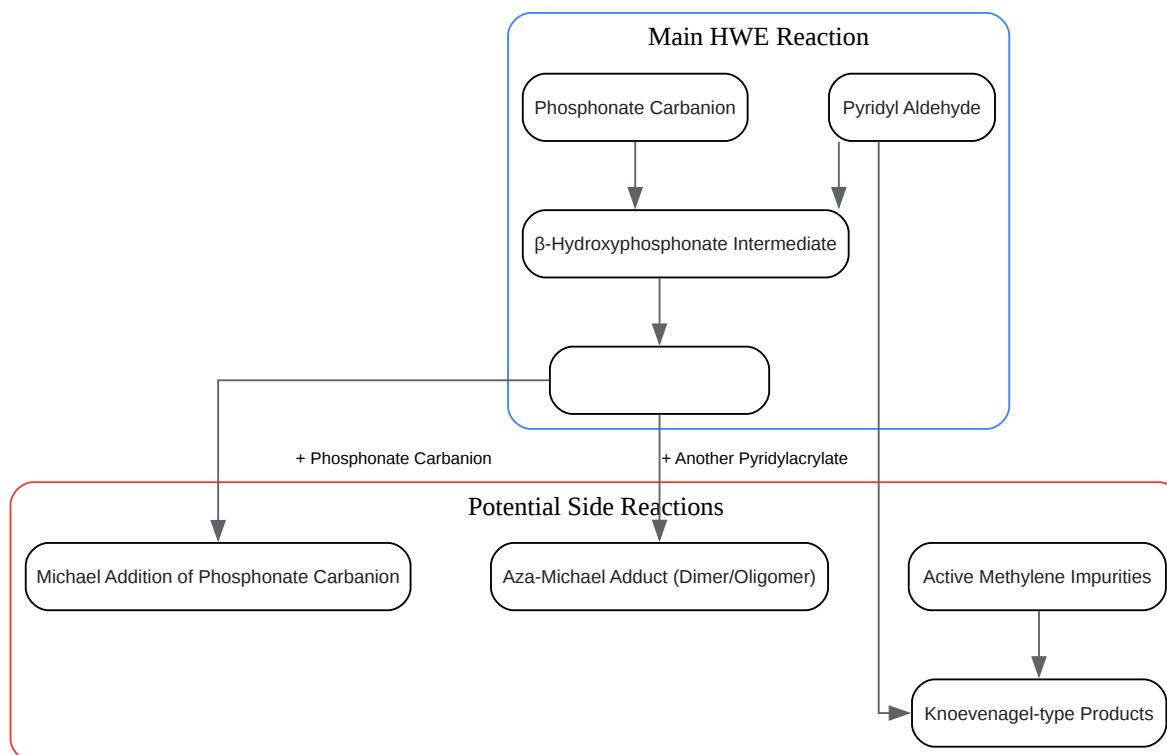 Main HWE Reaction
Phosphonate Carbanion
Pyridyl Aldehyde
β-Hydroxyphosphonate Intermediate
+ Phosphonate Carbanion
+ Another Pyridylacrylate
Potential Side Reactions
Michael Addition of Phosphonate Carbanion
Aza-Michael Adduct (Dimer/Oligomer)
Active Methylene Impurities
Knoevenagel-type Products